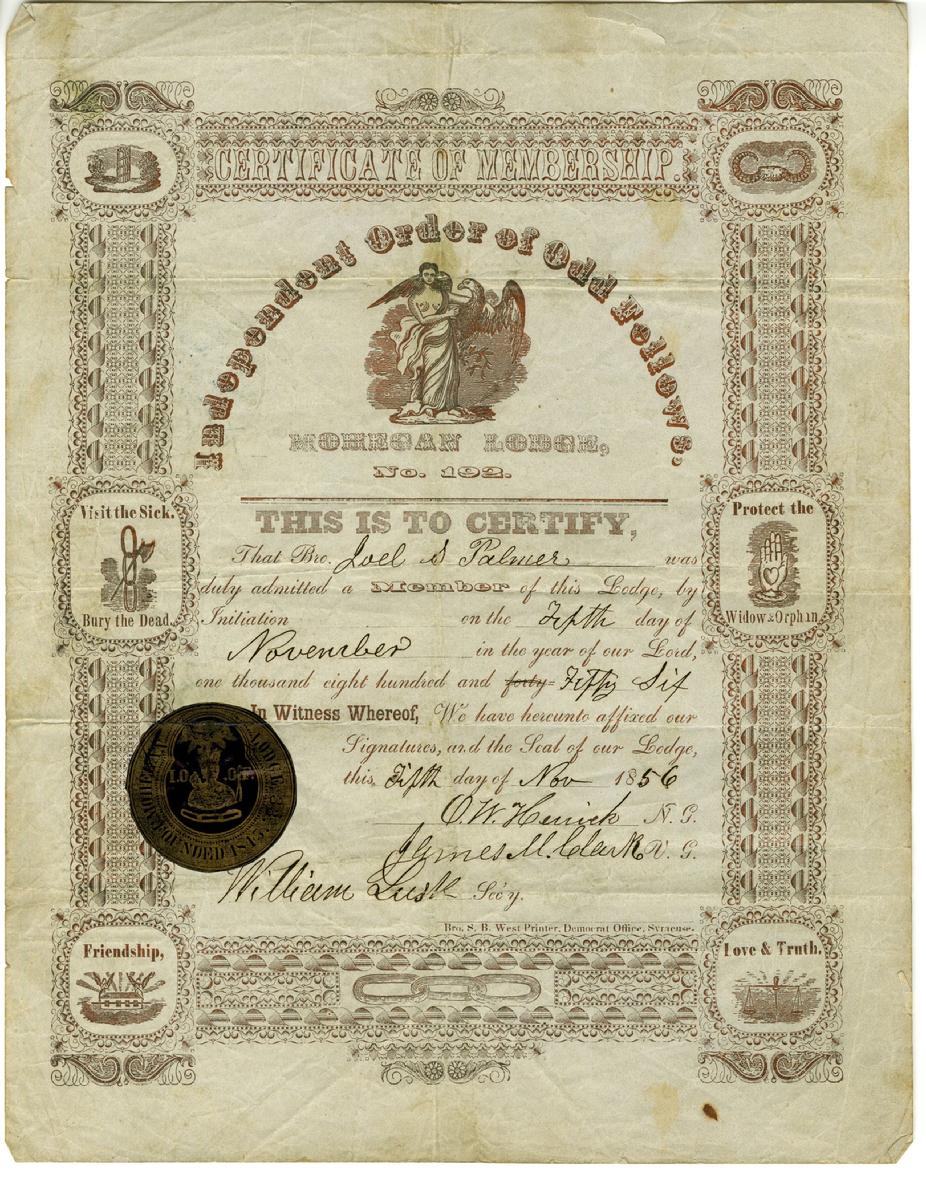 CERTIFICATE OF MEMBERSHIP.
Independent Order of Odd Fellows.
MOHEGAN LODGE,
No. 192.
Visit the Sick.
Bury the Dead.
Protect the
Widow & Orphan
THIS IS TO CERTIFY,
That Bro. Joel S Palmer was
duly admitted a Member of this Lodge, by
Initiation on the Fifth day of
November in the year of our Lord,
one thousand eight hundred and forty- Fifty Six
In Witness Whereof, We have hereunto affixed our
Signatures, and the Seal of our Lodge,
this Fifth day of Nov 1856
O. W. Herrick N. G.
James M. Clark V. G.
William Lusk Sec'y.
MOHEGAN LODGE
I.O. O.F.
FOUNDED
Bro. S. B. West Printer, Democrat Office, Syracuse.
Friendship,
Love & Truth.